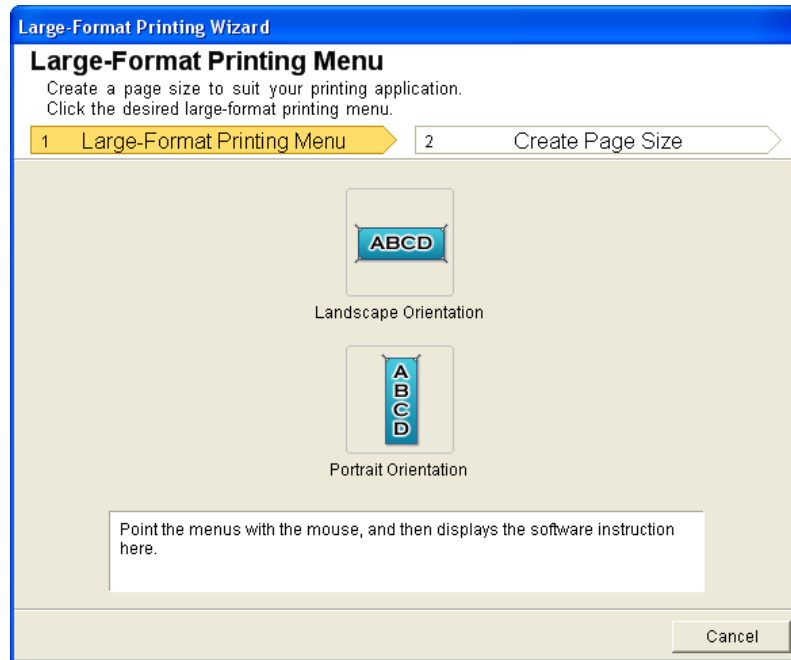 Large-Format Printing Wizard
Large-Format Printing Menu
Create a page size to suit your printing application.
Click the desired large-format printing menu.
1 Large-Format Printing Menu 2 Create Page Size
ABCD
Landscape Orientation
A
B
C
D
Portrait Orientation
Point the menus with the mouse, and then displays the software instruction
here.
Cancel